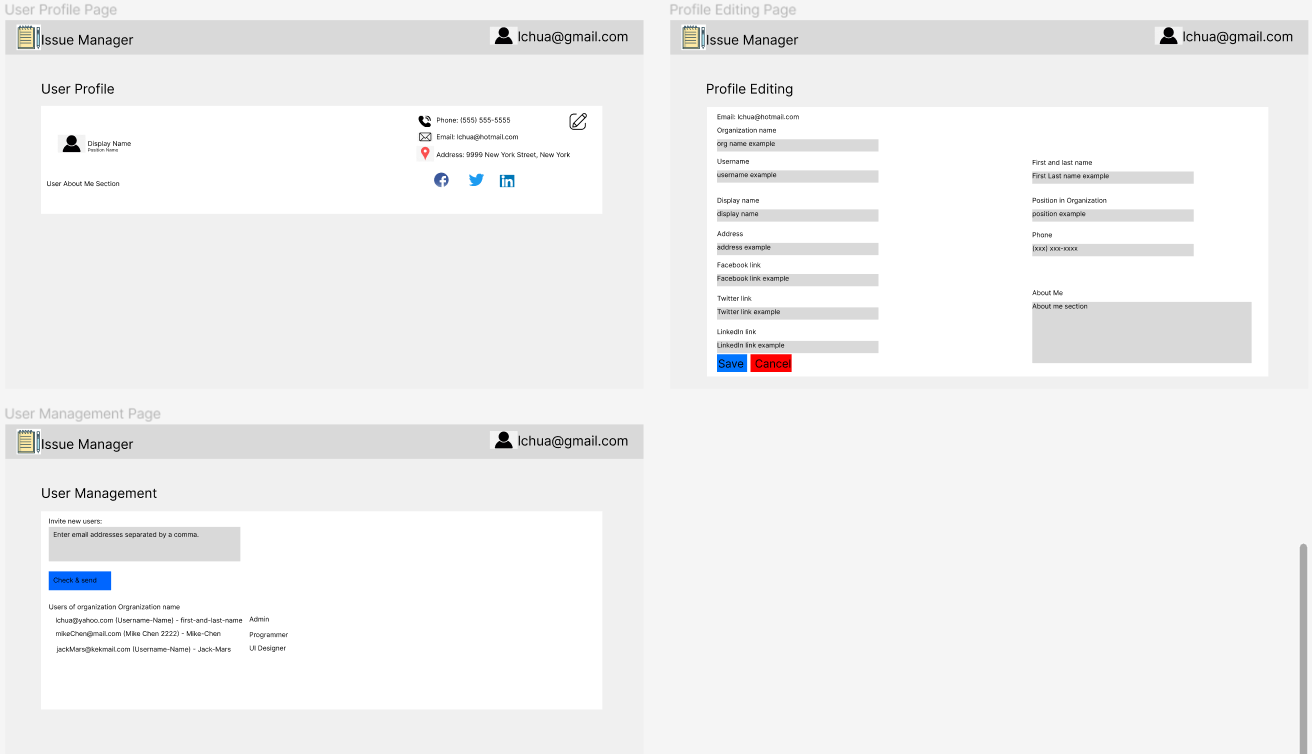 User Profile Page
Issue Manager
lchua@gmail.com
User Profile
Display Name
Position Name
User About Me Section
Phone: (555) 555-5555
Email: lchua@hotmail.com
Address: 9999 New York Street, New York
Profile Editing Page
Issue Manager
lchua@gmail.com
Profile Editing
Email: lchua@hotmail.com
Organization name
org name example
Username
username example
Display name
display name
Address
address example
Facebook link
Facebook link example
Twitter link
Twitter link example
LinkedIn link
LinkedIn link example
Save Cancel
First and last name
First Last name example
Position in Organization
position example
Phone
(xxx) xxx-xxxx
About Me
About me section
User Management Page
Issue Manager
lchua@gmail.com
User Management
Invite new users:
Enter email addresses separated by a comma.
Check & send
Users of organization Orgranization name
lchua@yahoo.com (Username-Name) - first-and-last-name Admin
mikeChen@mail.com (Mike Chen 2222) - Mike-Chen Programmer
jackMars@kekmail.com (Username-Name) - Jack-Mars UI Designer